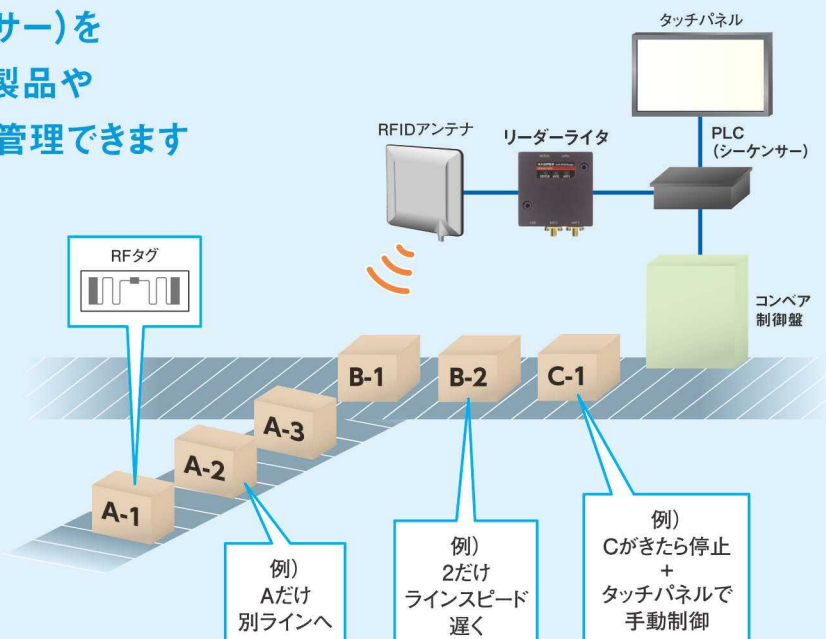 サー)を
製品や
管理できます
タッチパネル
RFIDアンテナ
リーダーライタ
PLC
(シーケンサー)
RFタグ
コンベア
制御盤
B-1
B-2
C-1
A-3
A-2
A-1
例)
Aだけ
別ラインへ
例)
2だけ
ラインスピード
遅く
例)
Cがきたら停止
+
タッチパネルで
手動制御